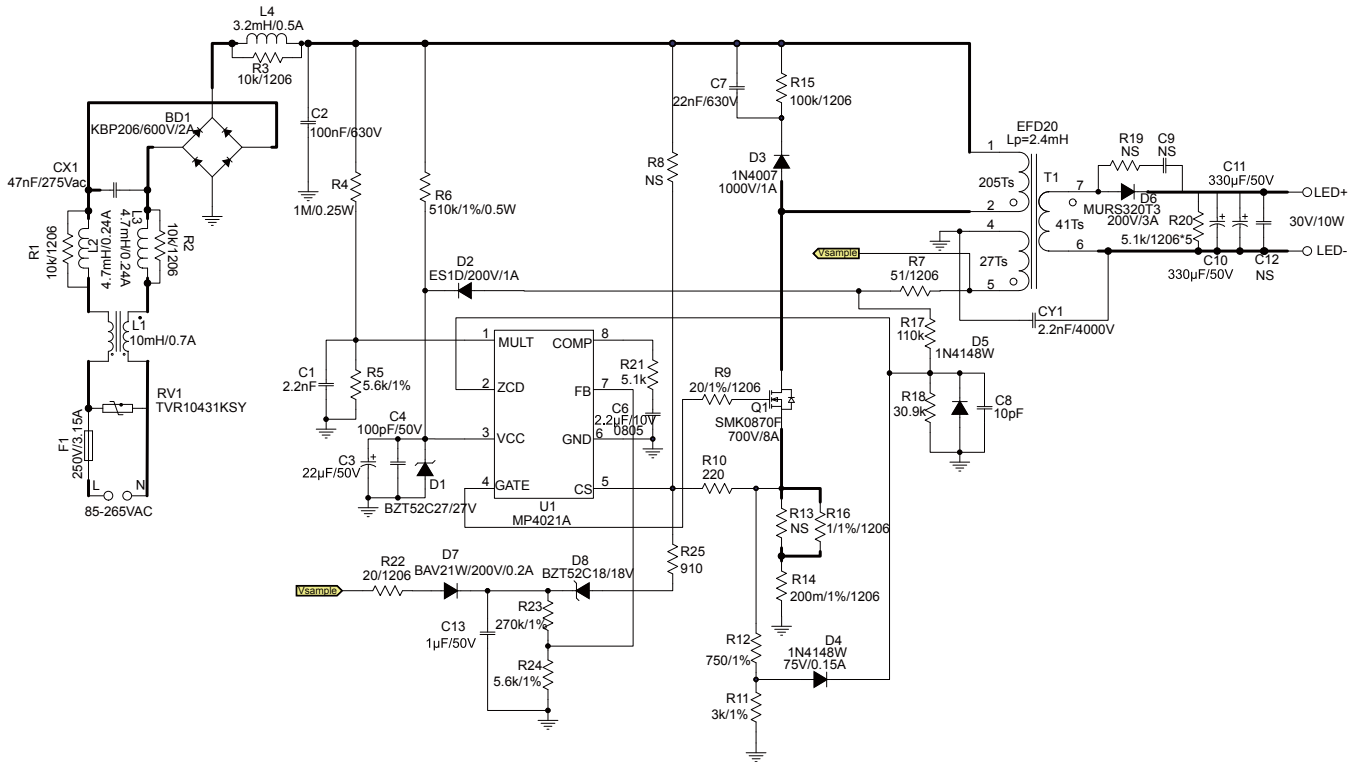 L4
3.2mH/0.5A
R3
10k/1206
C2
100nF/630V
BD1
KBP206/600V/2A
CX1
47nF/275Vac
R1
10k/1206
L2
4.7mH/0.24A
L3
4.7mH/0.24A
R2
10k/1206
L1
10mH/0.7A
RV1
TVR10431KSY
F1
250V/3.15A
L
N
85-265VAC
R4
1M/0.25W
R6
510k/1%/0.5W
R8
NS
C7
22nF/630V
R15
100k/1206
D3
1N4007
1000V/1A
EFD20
Lp=2.4mH
1
205Ts
2
4
27Ts
5
T1
7
41Ts
6
R19
NS
C9
NS
D6
MURS320T3
200V/3A
C11
330µF/50V
R20
5.1k/1206*5
C10
330µF/50V
C12
NS
LED+
30V/10W
LED-
CY1
2.2nF/4000V
Vsample
R7
51/1206
D2
ES1D/200V/1A
R17
110k
D5
1N4148W
R18
30.9k
C8
10pF
C1
2.2nF
R5
5.6k/1%
C4
100pF/50V
C3
22µF/50V
D1
BZT52C27/27V
1
MULT
2
ZCD
3
VCC
4
GATE
8
COMP
7
FB
6
GND
5
CS
U1
MP4021A
R21
5.1k
C6
2.2µF/10V
0805
R9
20/1%/1206
Q1
SMK0870F
700V/8A
R10
220
R13
NS
R16
1/1%/1206
R14
200m/1%/1206
R25
910
Vsample
R22
20/1206
D7
BAV21W/200V/0.2A
D8
BZT52C18/18V
C13
1µF/50V
R23
270k/1%
R24
5.6k/1%
R12
750/1%
D4
1N4148W
75V/0.15A
R11
3k/1%